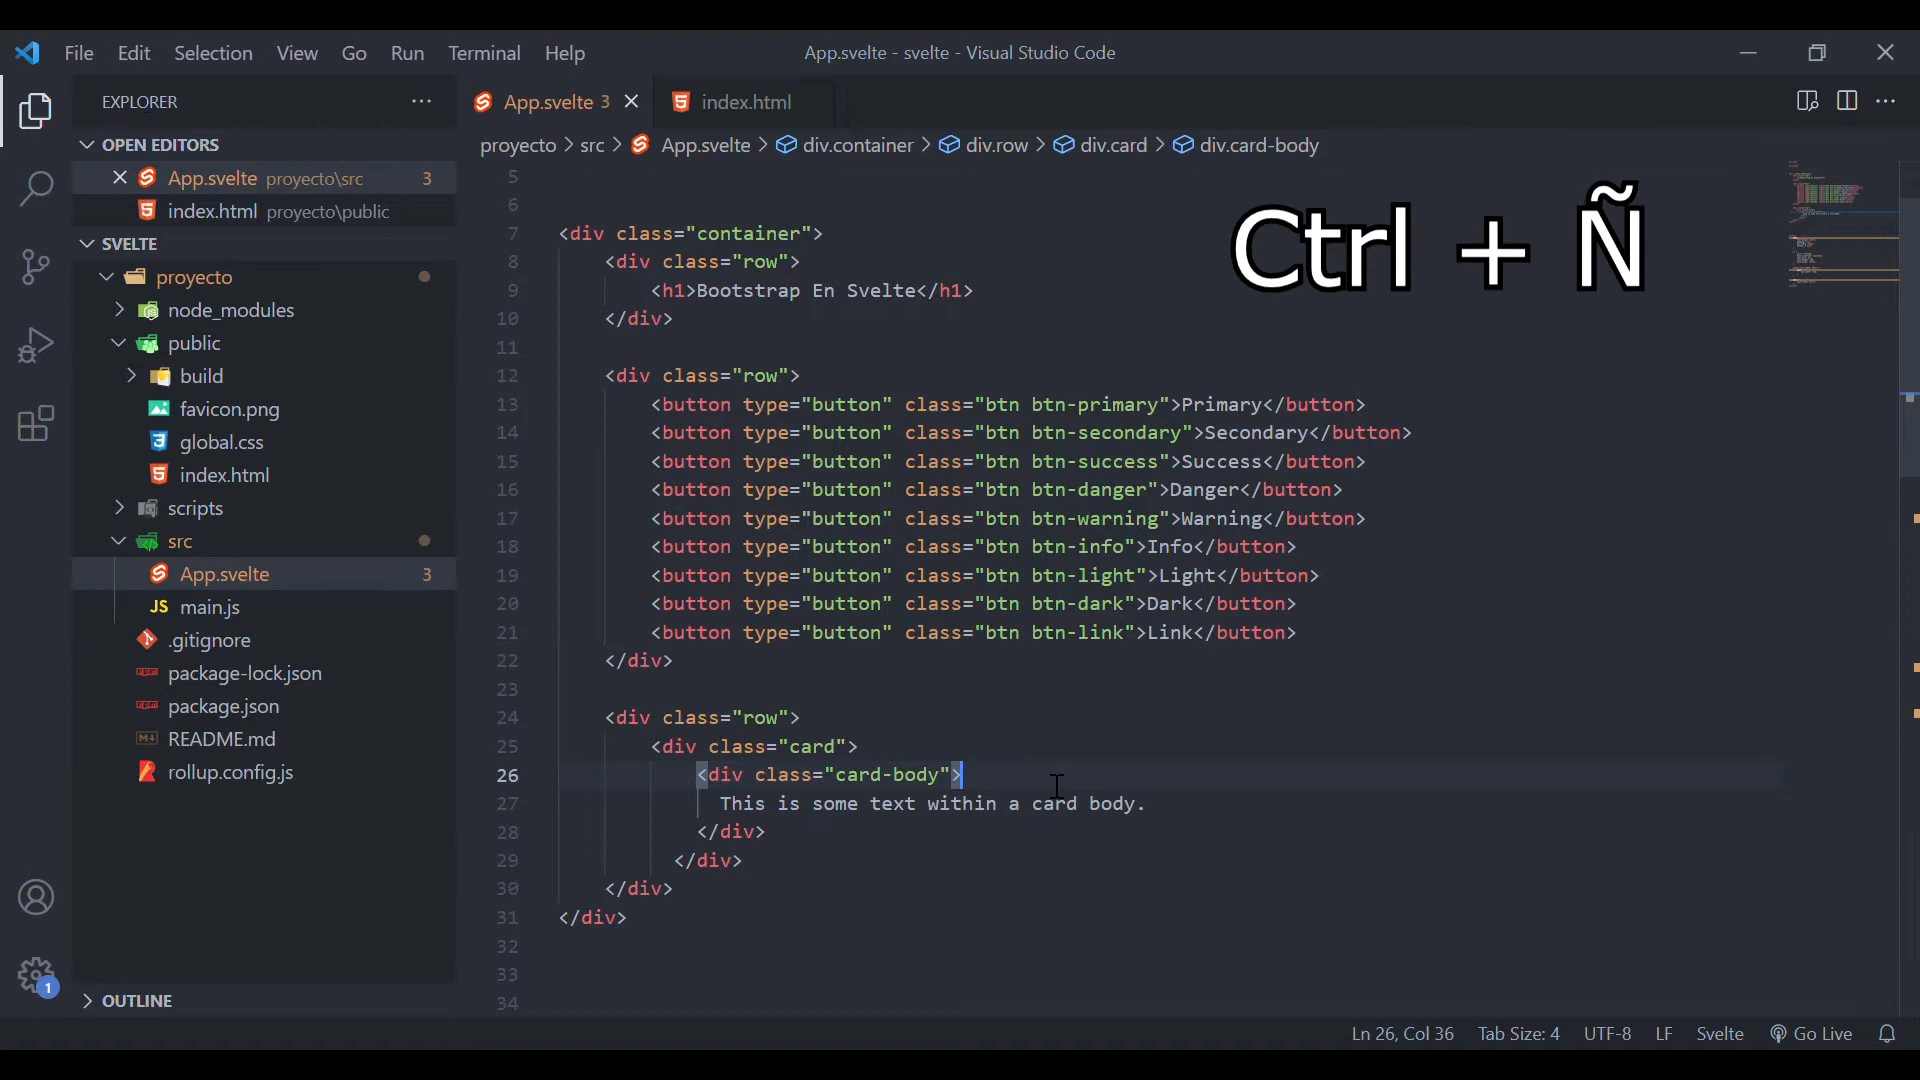 File Edit Selection View Go Run Terminal Help
App.svelte - svelte - Visual Studio Code
EXPLORER
OPEN EDITORS
App.svelte proyecto\src 3
index.html proyecto\public
SVELTE
proyecto
node_modules
public
build
favicon.png
global.css
index.html
scripts
src
App.svelte 3
JS main.js
.gitignore
package-lock.json
package.json
README.md
rollup.config.js
1
OUTLINE
App.svelte 3
index.html
proyecto > src > App.svelte > div.container > div.row > div.card > div.card-body
Ctrl + Ñ
5
6
7 <div class="container">
8 <div class="row">
9 <h1>Bootstrap En Svelte</h1>
10 </div>
11
12 <div class="row">
13 <button type="button" class="btn btn-primary">Primary</button>
14 <button type="button" class="btn btn-secondary">Secondary</button>
15 <button type="button" class="btn btn-success">Success</button>
16 <button type="button" class="btn btn-danger">Danger</button>
17 <button type="button" class="btn btn-warning">Warning</button>
18 <button type="button" class="btn btn-info">Info</button>
19 <button type="button" class="btn btn-light">Light</button>
20 <button type="button" class="btn btn-dark">Dark</button>
21 <button type="button" class="btn btn-link">Link</button>
22 </div>
23
24 <div class="row">
25 <div class="card">
26 <div class="card-body">
27 This is some text within a card body.
28 </div>
29 </div>
30 </div>
31 </div>
32
33
34
Ln 26, Col 36 Tab Size: 4 UTF-8 LF Svelte Go Live